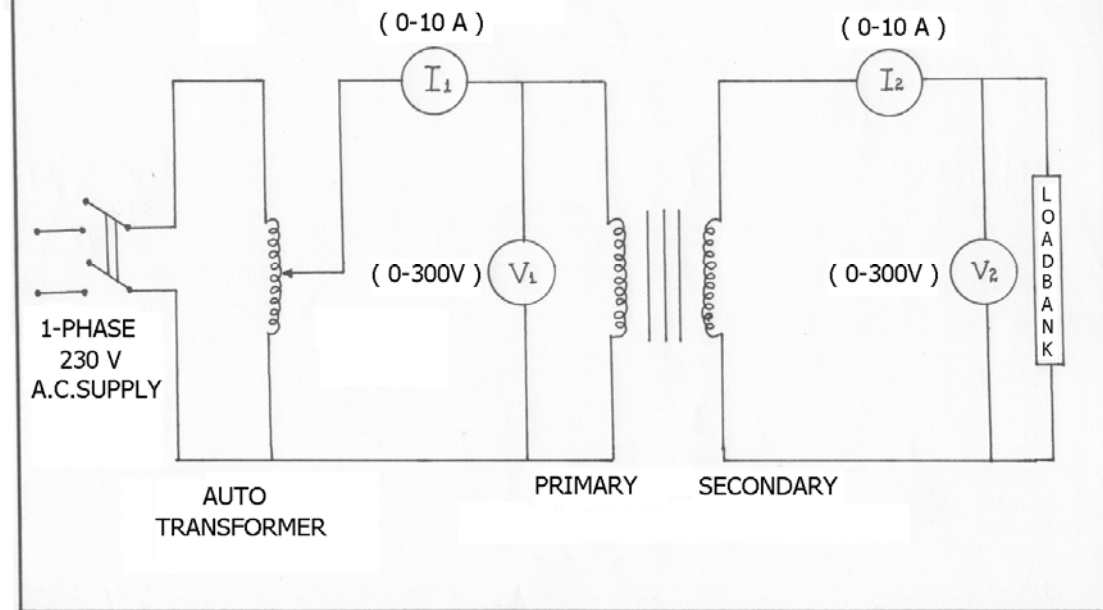 ( 0-10 A )
( 0-10 A )
I1
I2
( 0-300V )
V1
( 0-300V )
V2
LOADBANK
1-PHASE
230 V
A.C.SUPPLY
AUTO
TRANSFORMER
PRIMARY
SECONDARY